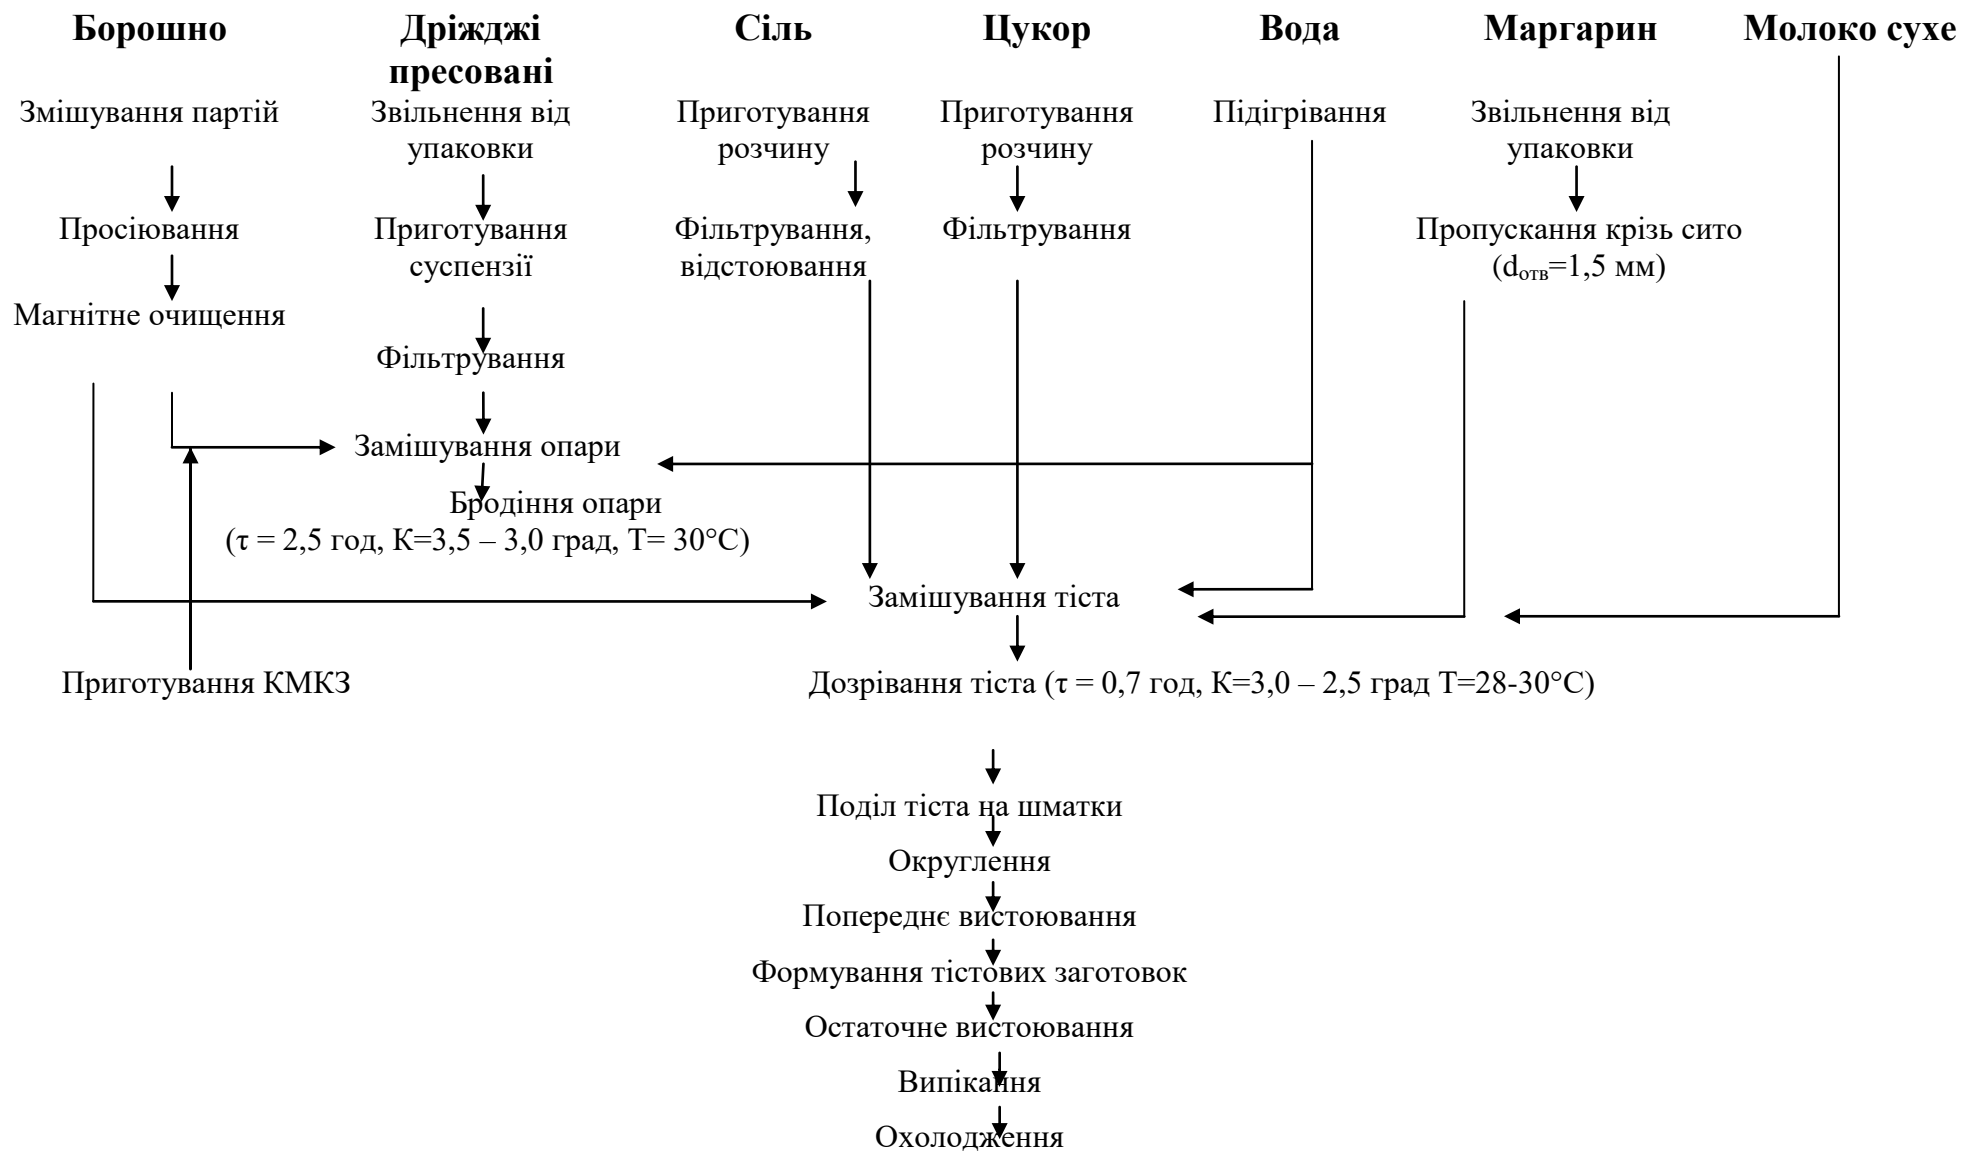 Борошно
Дріжджі
пресовані
Сіль
Цукор
Вода
Маргарин
Молоко сухе
Змішування партій
Звільнення від
упаковки
Приготування
розчину
Приготування
розчину
Підігрівання
Звільнення від
упаковки
Просіювання
Приготування
суспензії
Фільтрування,
відстоювання
Фільтрування
Пропускання крізь сито
(dотв=1,5 мм)
Магнітне очищення
Фільтрування
Замішування опари
Бродіння опари
(τ = 2,5 год, К=3,5 – 3,0 град, Т= 30°С)
Замішування тіста
Приготування КМКЗ
Дозрівання тіста (τ = 0,7 год, К=3,0 – 2,5 град Т=28-30°С)
Поділ тіста на шматки
Округлення
Попереднє вистоювання
Формування тістових заготовок
Остаточне вистоювання
Випікання
Охолодження